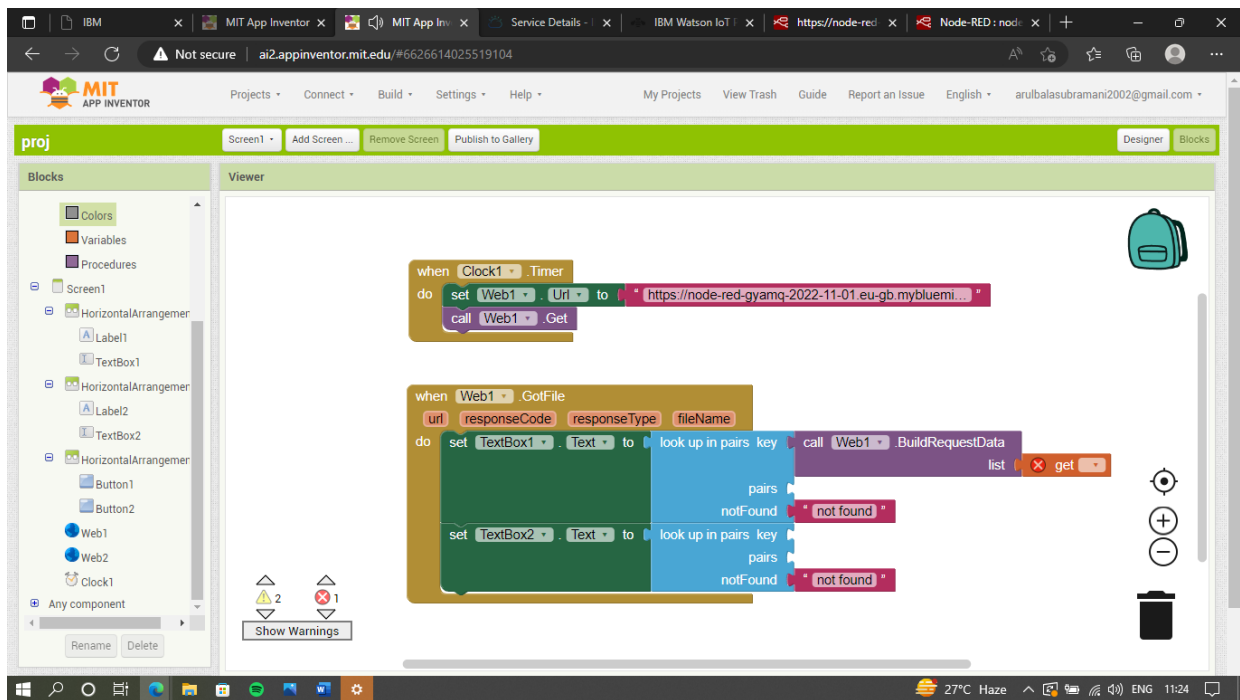 IBM
MIT App Inventor
MIT App Inv
Service Details - I
IBM Watson IoT P
https://node-red
Node-RED : node
Not secure
ai2.appinventor.mit.edu/#6626614025519104
MIT
APP INVENTOR
Projects
Connect
Build
Settings
Help
My Projects
View Trash
Guide
Report an Issue
English
arulbalasubramani2002@gmail.com
proj
Screen1
Add Screen ...
Remove Screen
Publish to Gallery
Designer
Blocks
Blocks
Viewer
Colors
Variables
Procedures
Screen1
HorizontalArrangemer
Label1
TextBox1
HorizontalArrangemer
Label2
TextBox2
HorizontalArrangemer
Button1
Button2
Web1
Web2
Clock1
Any component
Rename
Delete
when Clock1 .Timer
do set Web1 . Url to " https://node-red-gyamq-2022-11-01.eu-gb.mybluemi... "
call Web1 .Get
when Web1 .GotFile
url responseCode responseType fileName
do set TextBox1 . Text to look up in pairs key call Web1 .BuildRequestData
list get
pairs
notFound " not found "
set TextBox2 . Text to look up in pairs key
pairs
notFound " not found "
2
1
Show Warnings
27°C Haze
ENG
11:24